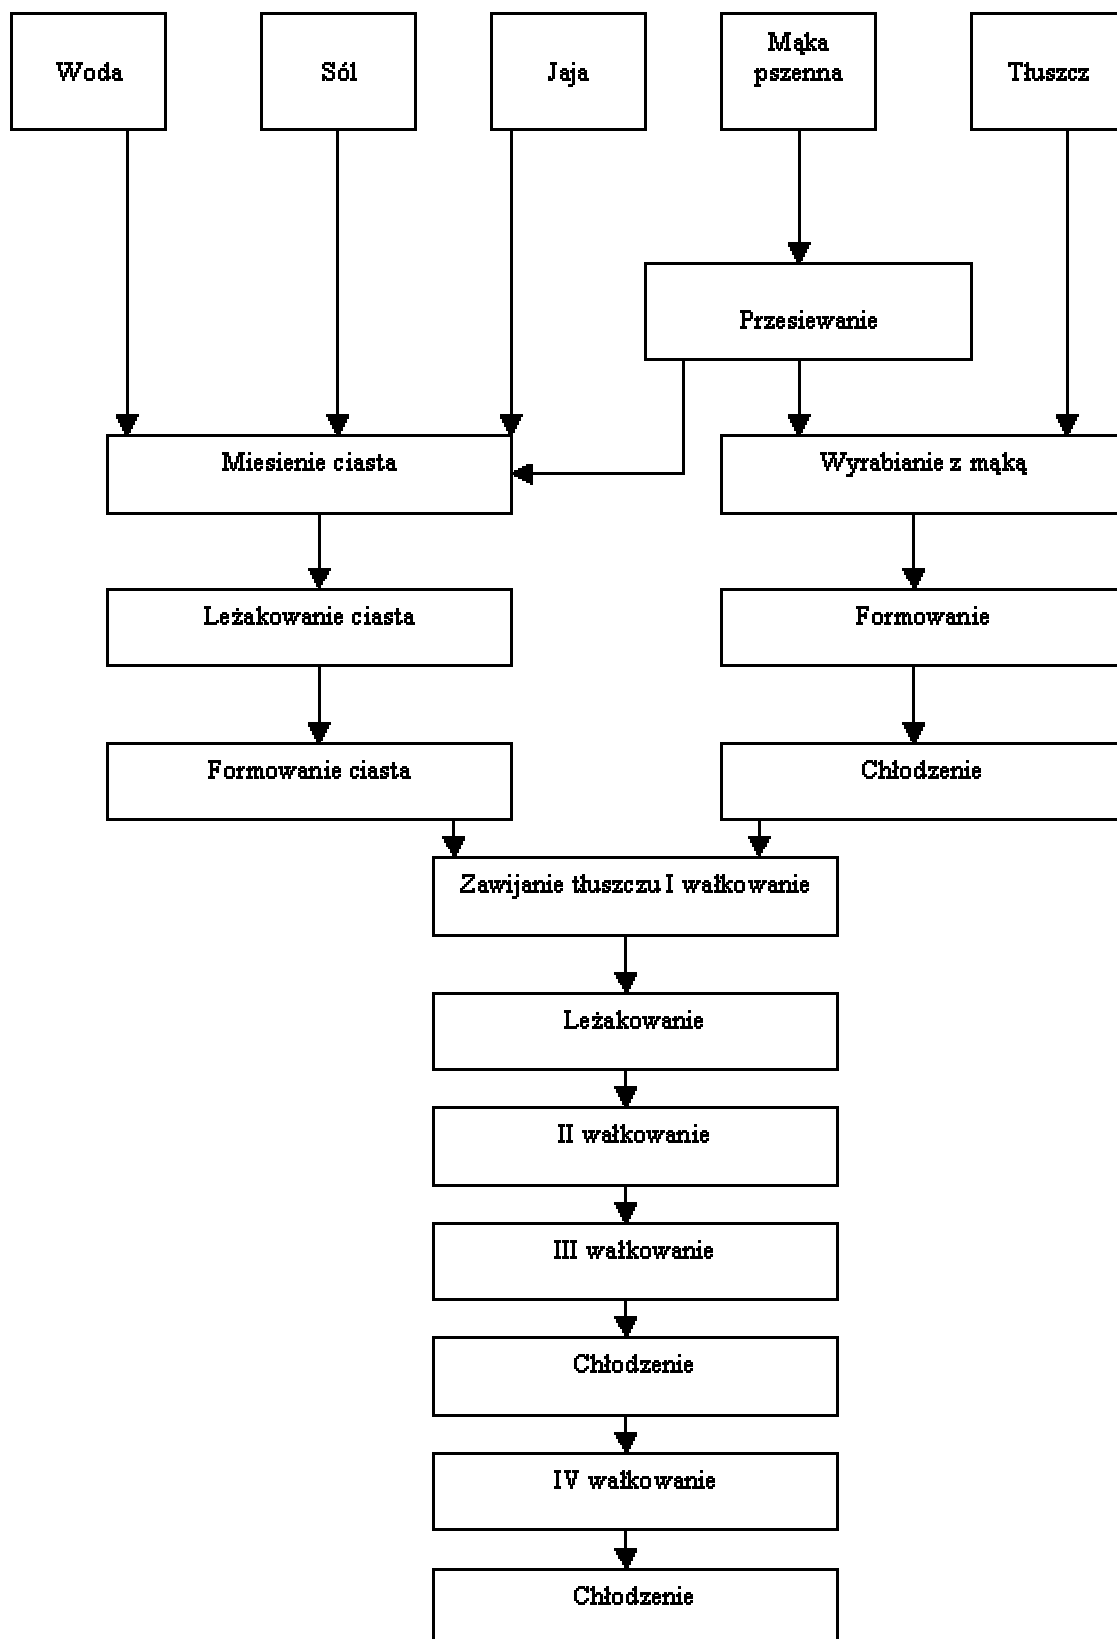 Woda
Sól
Jaja
Mąka
pszenna
Tłuszcz
Przesiewanie
Miesienie ciasta
Wyrabianie z mąką
Leżakowanie ciasta
Formowanie
Formowanie ciasta
Chłodzenie
Zawijanie tłuszczu I wałkowanie
Leżakowanie
II wałkowanie
III wałkowanie
Chłodzenie
IV wałkowanie
Chłodzenie